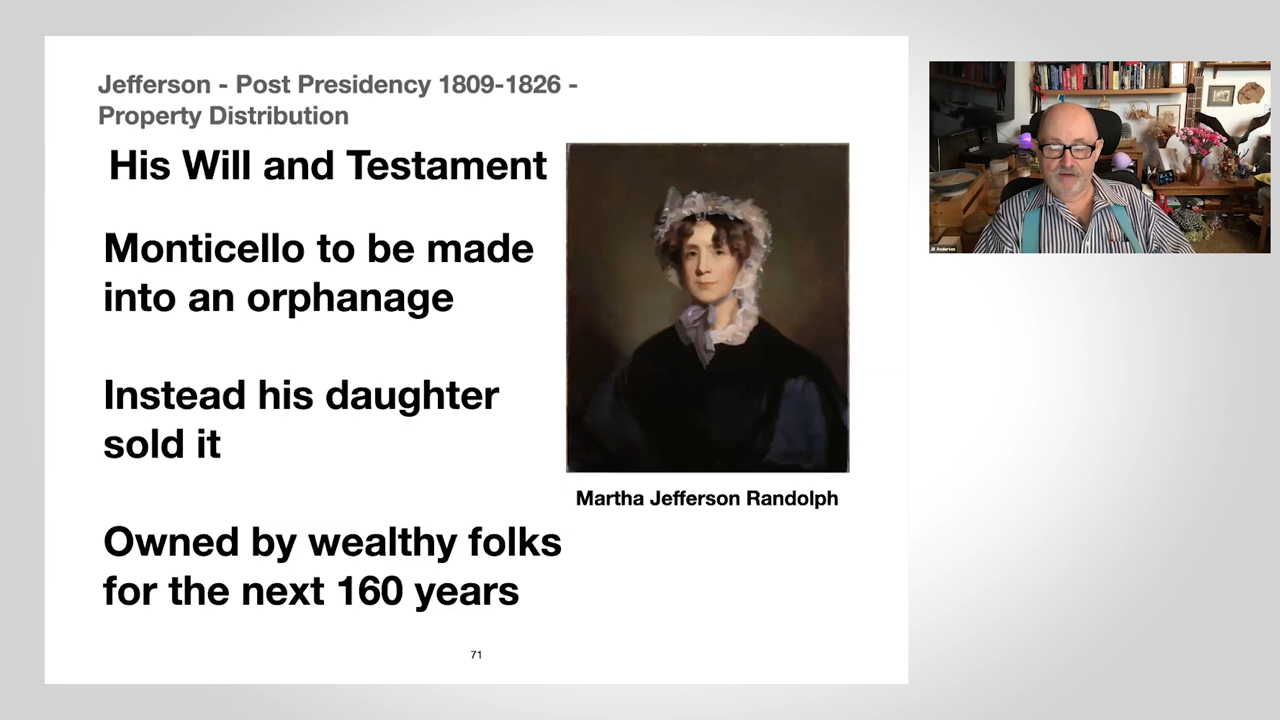 Jefferson - Post Presidency 1809-1826 -
Property Distribution
His Will and Testament
Monticello to be made
into an orphanage
Instead his daughter
sold it
Owned by wealthy folks
for the next 160 years
Martha Jefferson Randolph
71